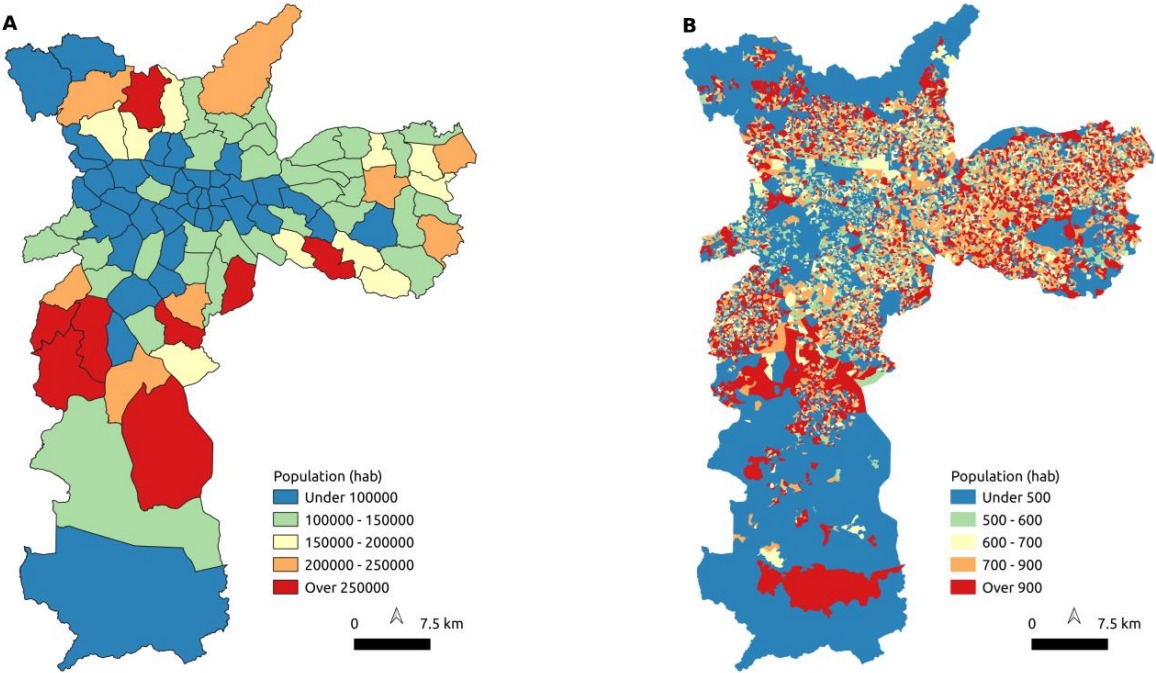 A
Population (hab)
Under 100000
100000 - 150000
150000 - 200000
200000 - 250000
Over 250000
0 7.5 km
B
Population (hab)
Under 500
500 - 600
600 - 700
700 - 900
Over 900
0 7.5 km